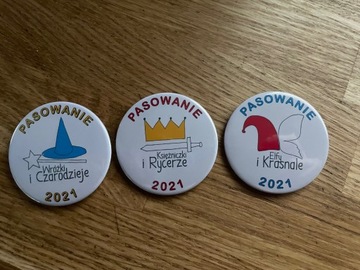 PASOWANIE
Wróżki
i Czarodzieje
2021
PASOWANIE
Księżniczki
i Rycerze
2021
PASOWANIE
Elfy
i Krasnale
2021